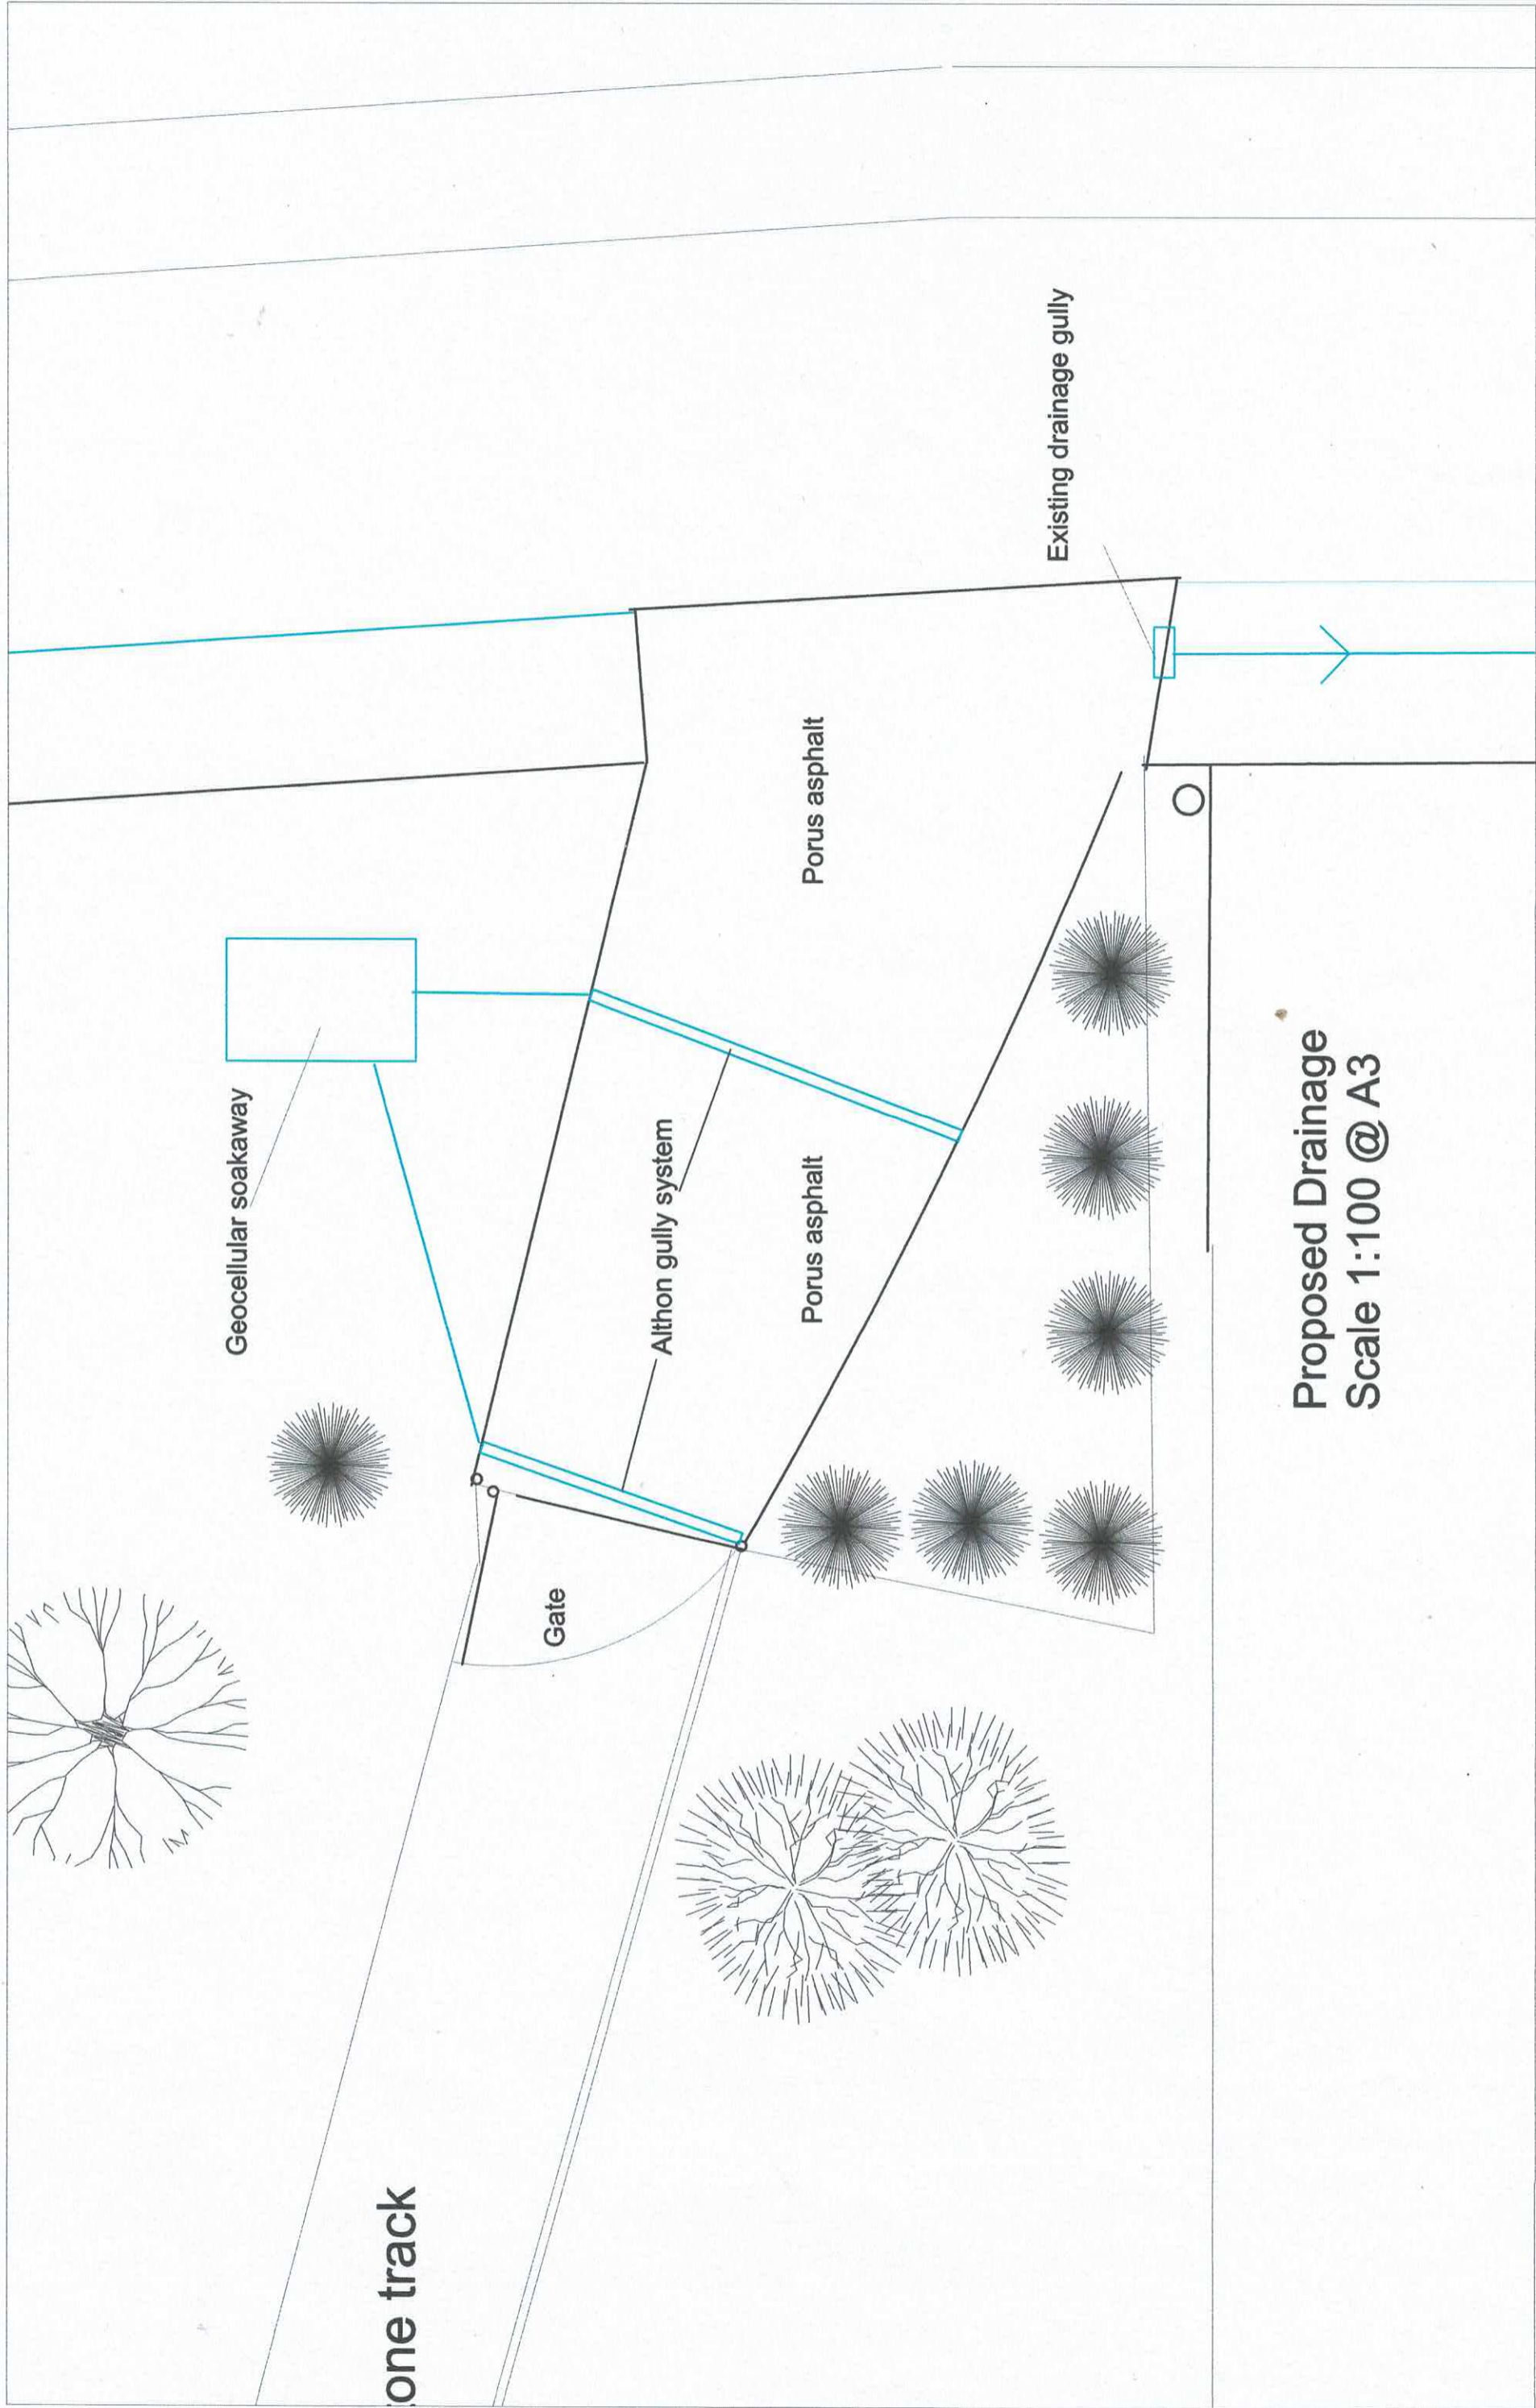 Geocellular soakaway
Existing drainage gully
Althon gully system
Porus asphalt
Porus asphalt
Gate
one track
Proposed Drainage
Scale 1:100 @ A3